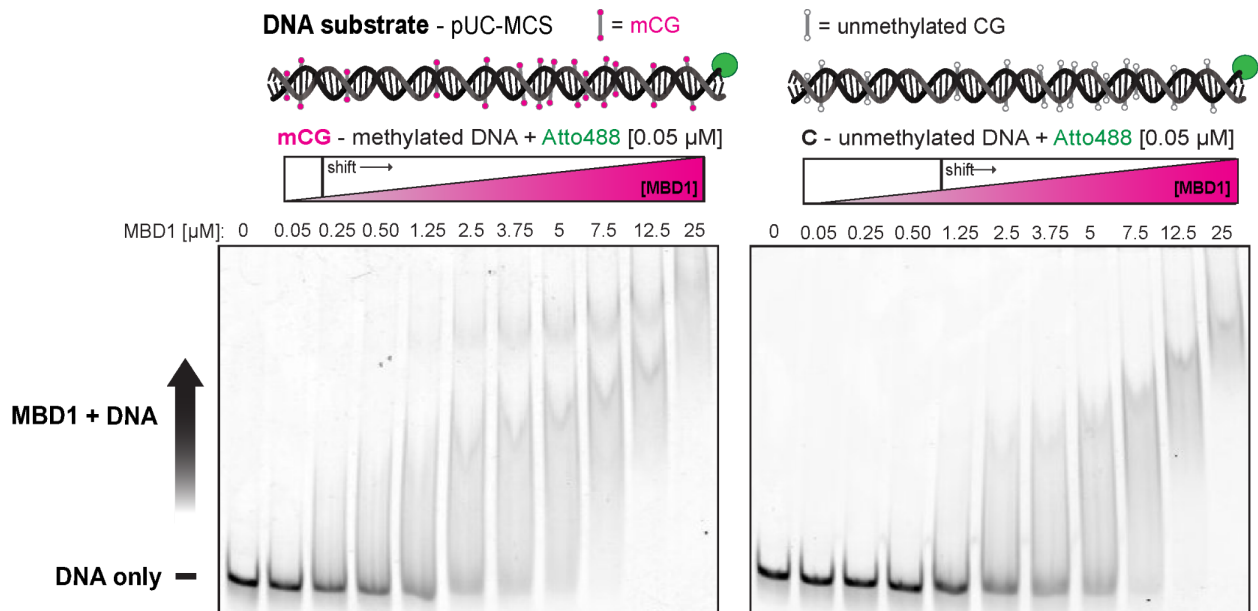 DNA substrate - pUC-MCS = mCG = unmethylated CG
mCG - methylated DNA + Atto488 [0.05 µM]
C - unmethylated DNA + Atto488 [0.05 µM]
shift →
[MBD1]
shift →
[MBD1]
MBD1 [µM]: 0 0.05 0.25 0.50 1.25 2.5 3.75 5 7.5 12.5 25
0 0.05 0.25 0.50 1.25 2.5 3.75 5 7.5 12.5 25
MBD1 + DNA
DNA only